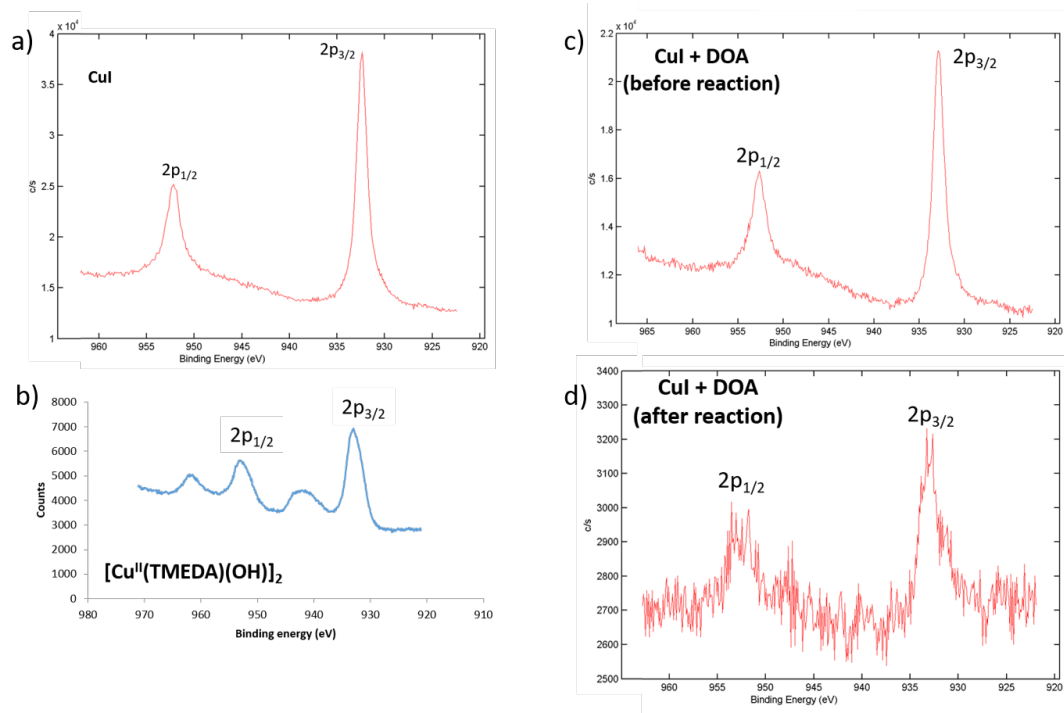 a)
x 10⁴
CuI
2p3/2
2p1/2
c/s
4
3.5
3
2.5
2
1.5
1
960 955 950 945 940 935 930 925 920
Binding Energy (eV)
b)
2p3/2
2p1/2
Counts
8000
7000
6000
5000
4000
3000
2000
1000
0
[CuII(TMEDA)(OH)]2
980 970 960 950 940 930 920 910
Binding energy (eV)
c)
x 10⁴
CuI + DOA
(before reaction)
2p3/2
2p1/2
c/s
2.2
2
1.8
1.6
1.4
1.2
1
965 960 955 950 945 940 935 930 925
Binding Energy (eV)
d)
CuI + DOA
(after reaction)
2p3/2
2p1/2
c/s
3400
3300
3200
3100
3000
2900
2800
2700
2600
2500
960 955 950 945 940 935 930 925 920
Binding Energy (eV)